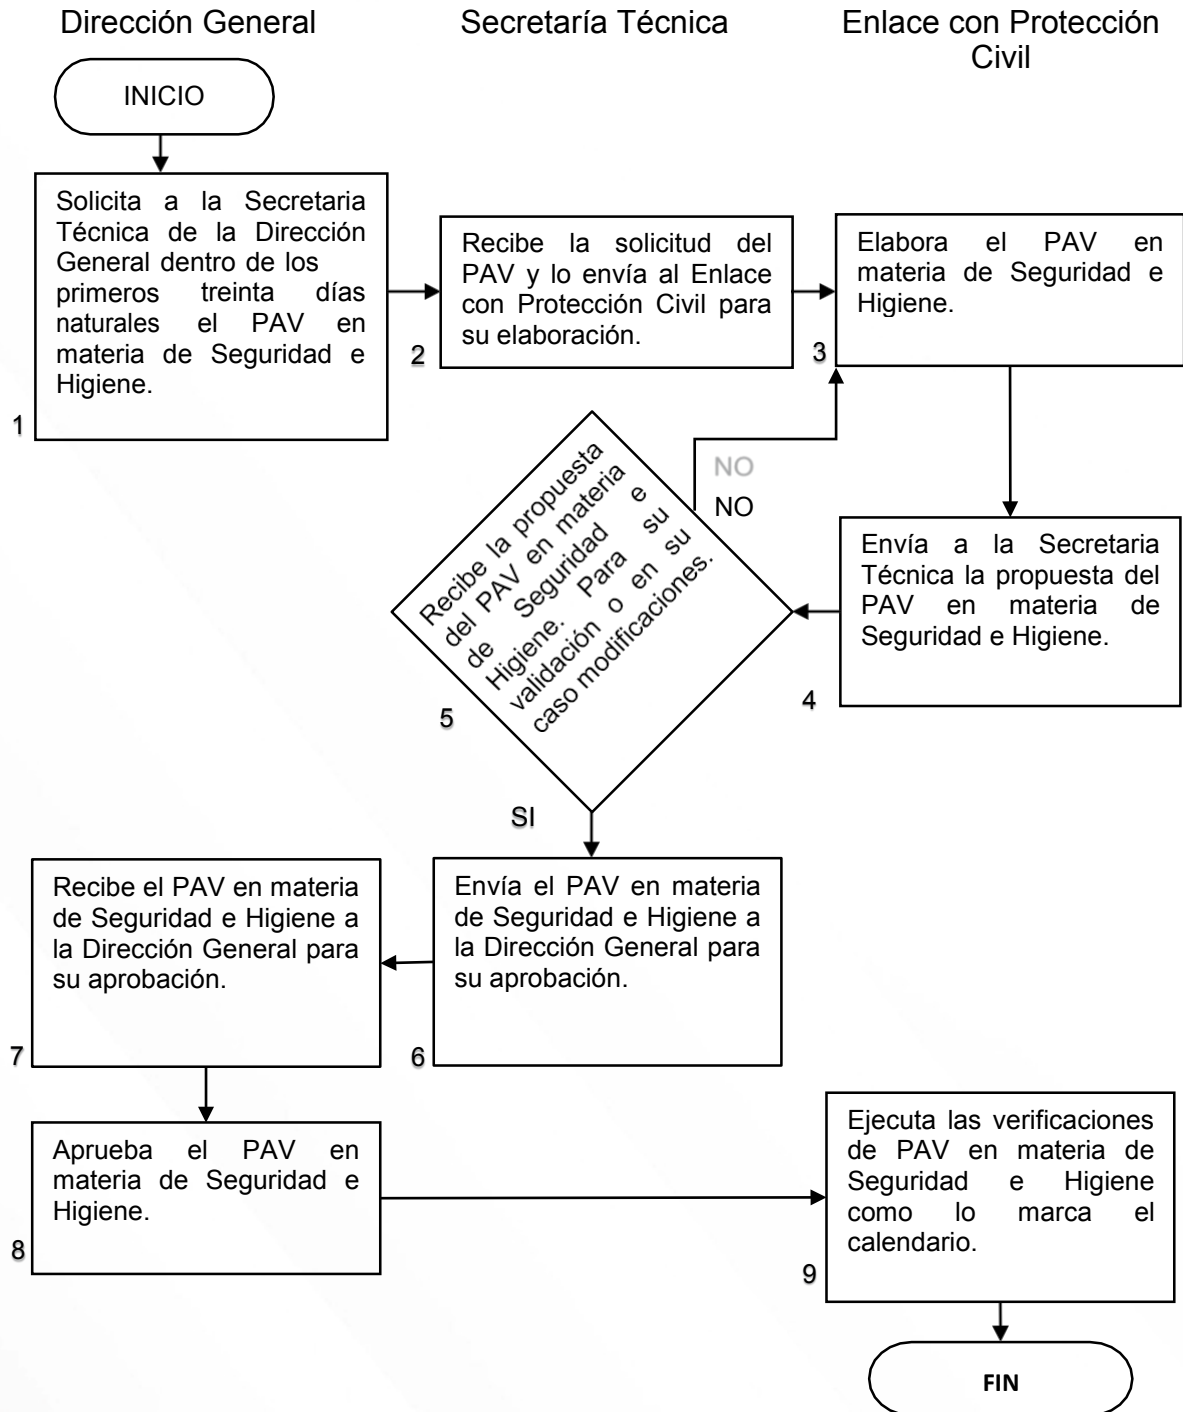 Dirección General
Secretaría Técnica
Enlace con Protección
Civil
INICIO
Solicita a la Secretaria
Técnica de la Dirección
General dentro de los
primeros treinta días
naturales el PAV en
materia de Seguridad e
Higiene.
1
Recibe la solicitud del
PAV y lo envía al Enlace
con Protección Civil para
su elaboración.
2
Elabora el PAV en
materia de Seguridad e
Higiene.
3
Envía a la Secretaria
Técnica la propuesta del
PAV en materia de
Seguridad e Higiene.
4
Recibe la propuesta
del PAV en materia
de Seguridad e
Higiene. Para su
validación o en su
caso modificaciones.
5
NO
NO
SI
Envía el PAV en materia
de Seguridad e Higiene a
la Dirección General para
su aprobación.
6
Recibe el PAV en materia
de Seguridad e Higiene a
la Dirección General para
su aprobación.
7
Aprueba el PAV en
materia de Seguridad e
Higiene.
8
Ejecuta las verificaciones
de PAV en materia de
Seguridad e Higiene
como lo marca el
calendario.
9
FIN